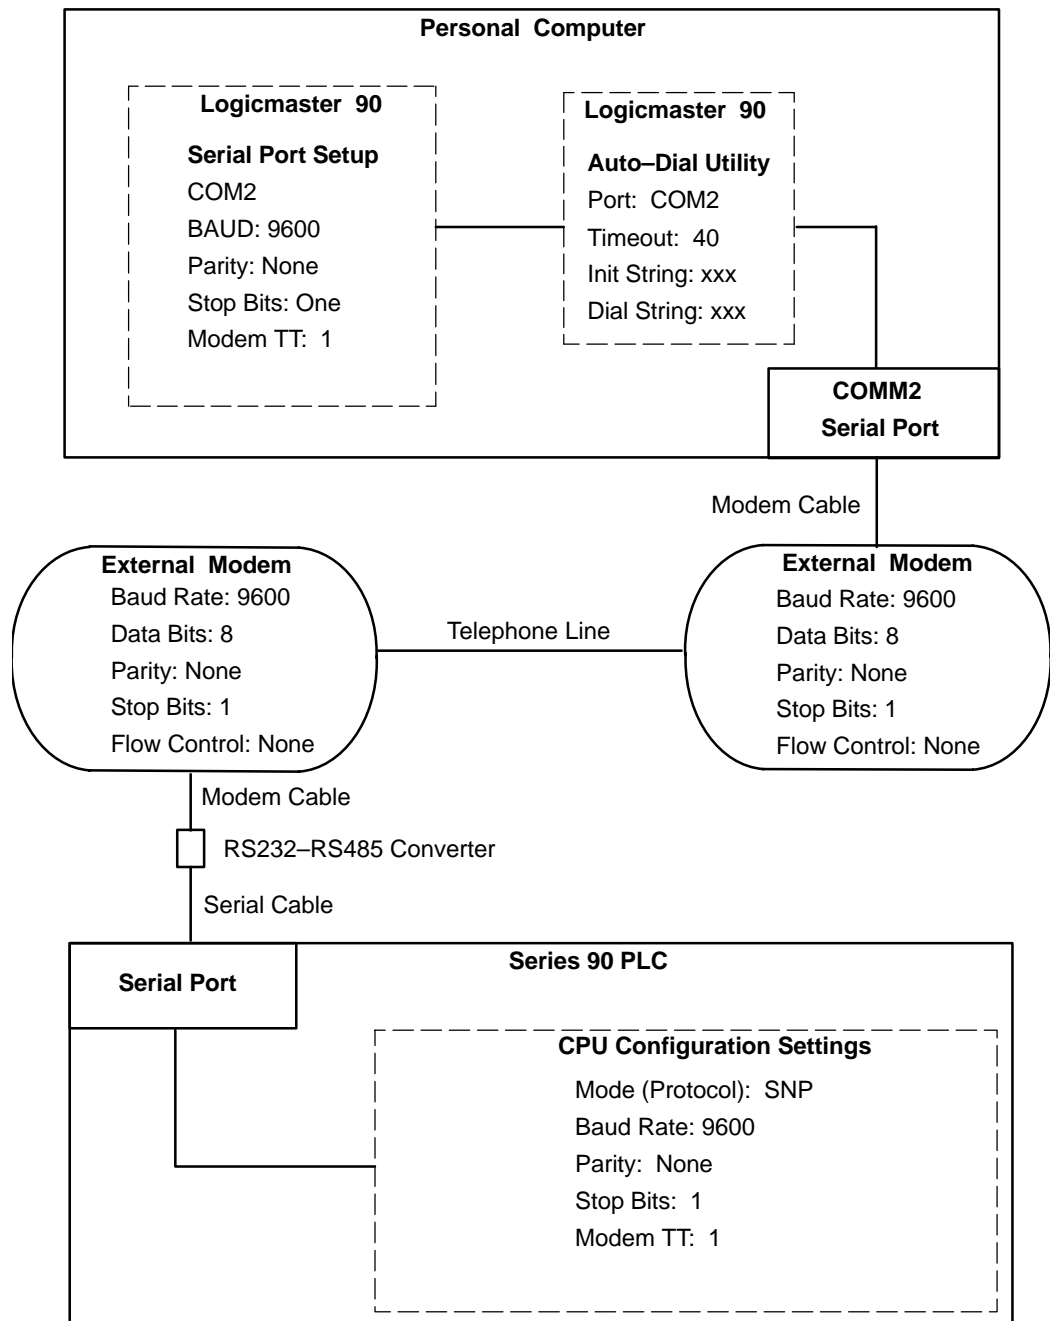 Personal Computer
Logicmaster 90
Serial Port Setup
COM2
BAUD: 9600
Parity: None
Stop Bits: One
Modem TT: 1
Logicmaster 90
Auto–Dial Utility
Port: COM2
Timeout: 40
Init String: xxx
Dial String: xxx
COMM2
Serial Port
Modem Cable
External Modem
Baud Rate: 9600
Data Bits: 8
Parity: None
Stop Bits: 1
Flow Control: None
Telephone Line
External Modem
Baud Rate: 9600
Data Bits: 8
Parity: None
Stop Bits: 1
Flow Control: None
Modem Cable
RS232–RS485 Converter
Serial Cable
Serial Port
Series 90 PLC
CPU Configuration Settings
Mode (Protocol): SNP
Baud Rate: 9600
Parity: None
Stop Bits: 1
Modem TT: 1